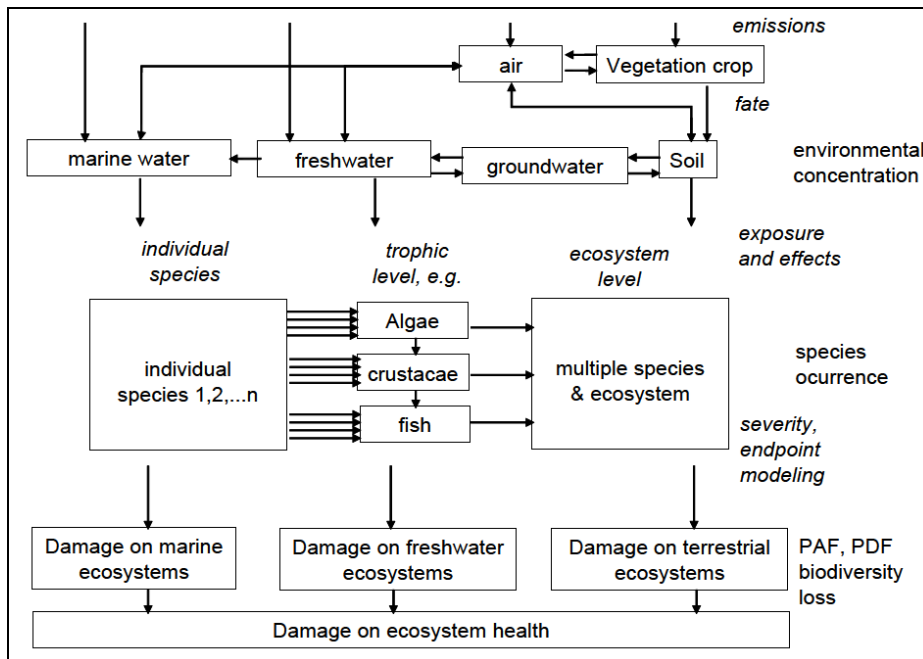 emissions
air
Vegetation crop
fate
marine water
freshwater
groundwater
Soil
environmental
concentration
individual
species
trophic
level, e.g.
ecosystem
level
exposure
and effects
individual
species 1,2,...n
Algae
crustacae
fish
multiple species
& ecosystem
species
ocurrence
severity,
endpoint
modeling
Damage on marine
ecosystems
Damage on freshwater
ecosystems
Damage on terrestrial
ecosystems
PAF, PDF
biodiversity
loss
Damage on ecosystem health